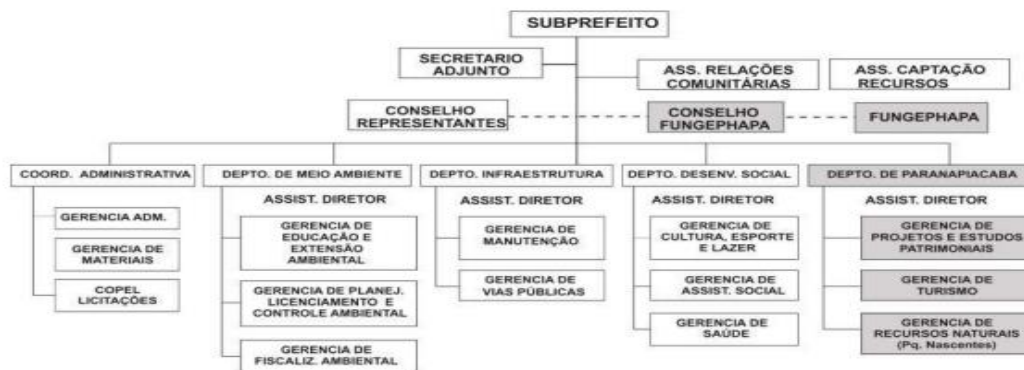 SUBPREFEITO
SECRETARIO
ADJUNTO
ASS. RELAÇÕES
COMUNITÁRIAS
ASS. CAPTAÇÃO
RECURSOS
CONSELHO
REPRESENTANTES
CONSELHO
FUNGEPHAPA
FUNGEPHAPA
COORD. ADMINISTRATIVA
GERENCIA ADM.
GERENCIA DE
MATERIAIS
COPEL
LICITAÇÕES
DEPTO. DE MEIO AMBIENTE
ASSIST. DIRETOR
GERENCIA DE
EDUCAÇÃO E
EXTENSÃO
AMBIENTAL
GERENCIA DE PLANEJ.
LICENCIAMENTO E
CONTROLE AMBIENTAL
GERENCIA DE
FISCALIZ. AMBIENTAL
DEPTO. INFRAESTRUTURA
ASSIST. DIRETOR
GERENCIA DE
MANUTENÇÃO
GERENCIA DE
VIAS PÚBLICAS
DEPTO. DESENV. SOCIAL
ASSIST. DIRETOR
GERENCIA DE
CULTURA, ESPORTE
E LAZER
GERENCIA DE
ASSIST. SOCIAL
GERENCIA DE
SAÚDE
DEPTO. DE PARANAPIACABA
ASSIST. DIRETOR
GERENCIA DE
PROJETOS E ESTUDOS
PATRIMONIAIS
GERENCIA DE
TURISMO
GERENCIA DE
RECURSOS NATURAIS
(Pq. Nascentes)